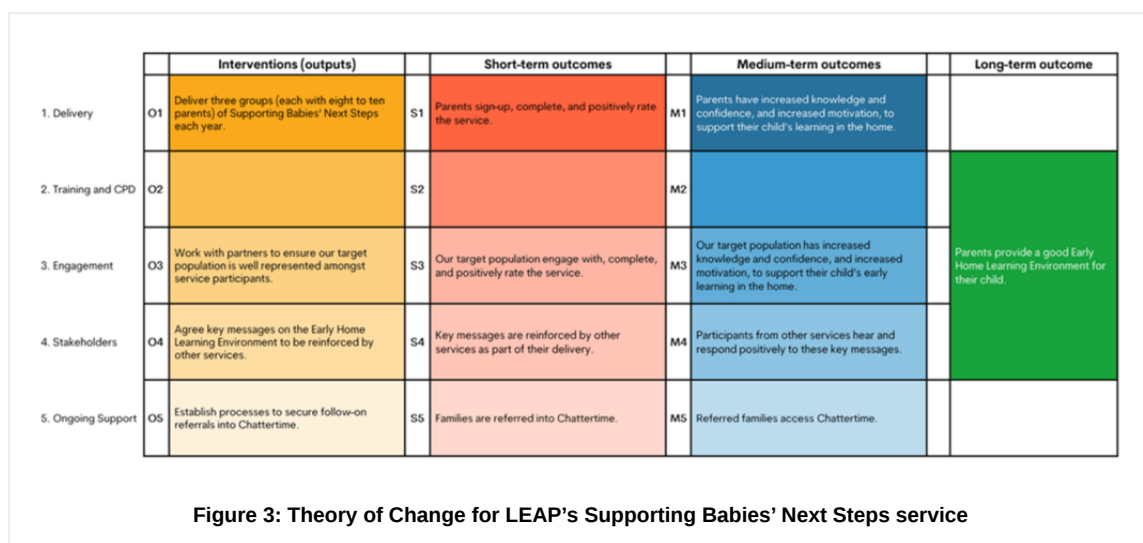 Interventions (outputs)
Short-term outcomes
Medium-term outcomes
Long-term outcome
1. Delivery
O1
Deliver three groups (each with eight to ten
parents) of Supporting Babies' Next Steps
each year.
S1
Parents sign-up, complete, and positively rate
the service.
M1
Parents have increased knowledge and
confidence, and increased motivation, to
support their child's learning in the home.
2. Training and CPD
O2
S2
M2
3. Engagement
O3
Work with partners to ensure our target
population is well represented amongst
service participants.
S3
Our target population engage with, complete,
and positively rate the service.
M3
Our target population has increased
knowledge and confidence, and increased
motivation, to support their child's early
learning in the home.
Parents provide a good Early
Home Learning Environment for
their child.
4. Stakeholders
O4
Agree key messages on the Early Home
Learning Environment to be reinforced by
other services.
S4
Key messages are reinforced by other
services as part of their delivery.
M4
Participants from other services hear and
respond positively to these key messages.
5. Ongoing Support
O5
Establish processes to secure follow-on
referrals into Chattertime.
S5
Families are referred into Chattertime.
M5
Referred families access Chattertime.
Figure 3: Theory of Change for LEAP's Supporting Babies' Next Steps service